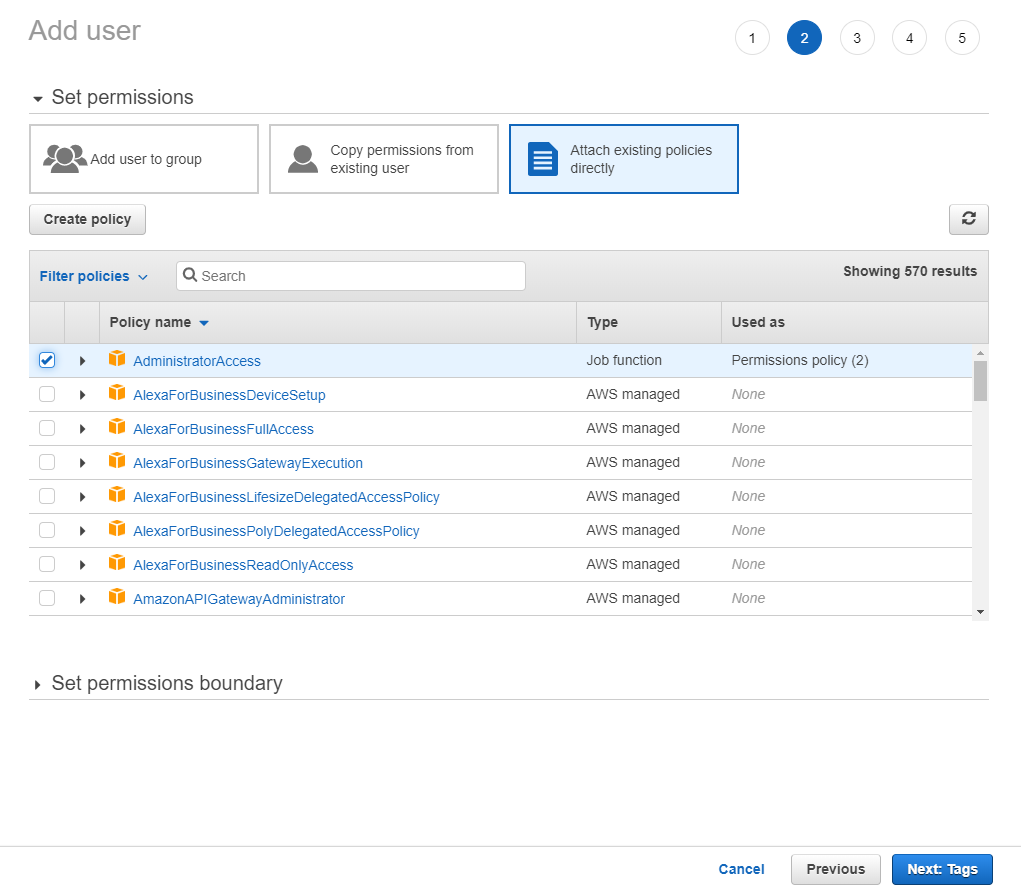 Add user
1 2 3 4 5
Set permissions
Add user to group
Copy permissions from
existing user
Attach existing policies
directly
Create policy
Filter policies
Search
Showing 570 results
Policy name Type Used as
AdministratorAccess Job function Permissions policy (2)
AlexaForBusinessDeviceSetup AWS managed None
AlexaForBusinessFullAccess AWS managed None
AlexaForBusinessGatewayExecution AWS managed None
AlexaForBusinessLifesizeDelegatedAccessPolicy AWS managed None
AlexaForBusinessPolyDelegatedAccessPolicy AWS managed None
AlexaForBusinessReadOnlyAccess AWS managed None
AmazonAPIGatewayAdministrator AWS managed None
Set permissions boundary
Cancel Previous Next: Tags